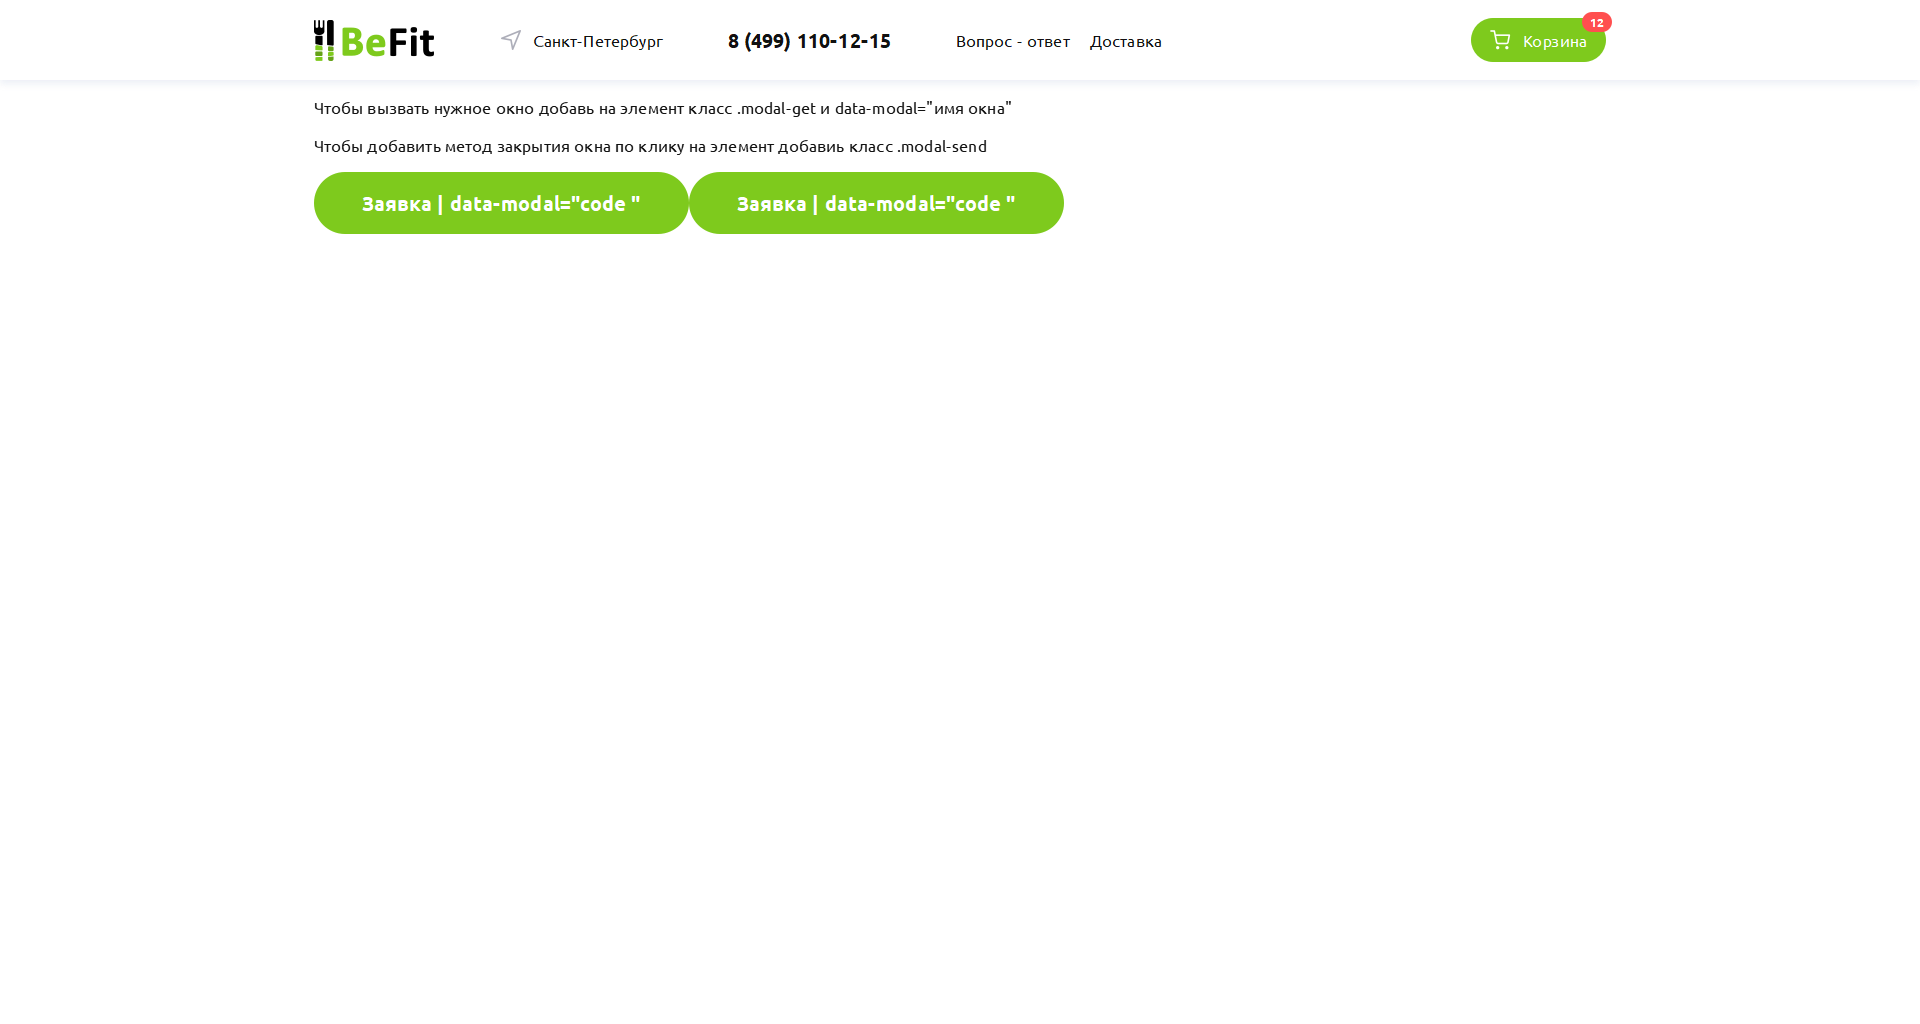 BeFit
Санкт-Петербург
8 (499) 110-12-15
Вопрос - ответ
Доставка
Корзина
12
Чтобы вызвать нужное окно добавь на элемент класс .modal-get и data-modal="имя окна"
Чтобы добавить метод закрытия окна по клику на элемент добавиь класс .modal-send
Заявка | data-modal="code "
Заявка | data-modal="code "